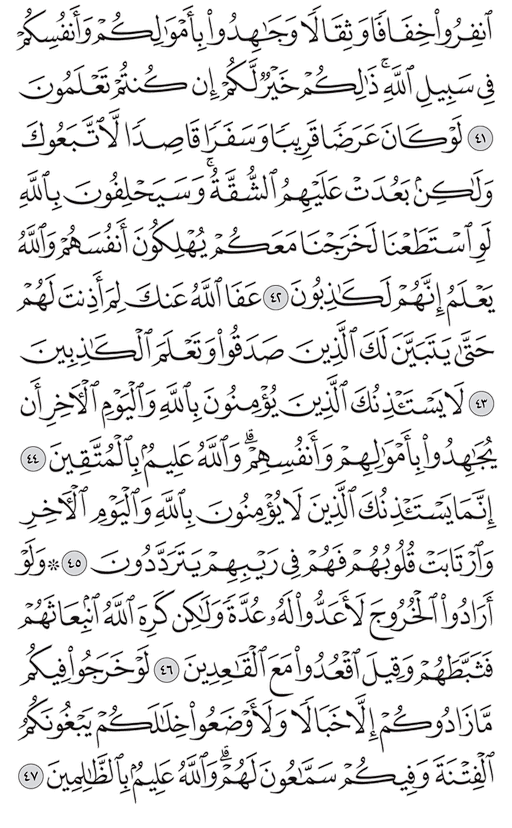 ٱنفِرُوا۟ خِفَافًا وَثِقَالًا وَجَٰهِدُوا۟ بِأَمْوَٰلِكُمْ وَأَنفُسِكُمْ
فِى سَبِيلِ ٱللَّهِ ۚ ذَٰلِكُمْ خَيْرٌ لَّكُمْ إِن كُنتُمْ تَعْلَمُونَ
٤١ لَوْ كَانَ عَرَضًا قَرِيبًا وَسَفَرًا قَاصِدًا لَّٱتَّبَعُوكَ
وَلَٰكِنۢ بَعُدَتْ عَلَيْهِمُ ٱلشُّقَّةُ ۚ وَسَيَحْلِفُونَ بِٱللَّهِ
لَوِ ٱسْتَطَعْنَا لَخَرَجْنَا مَعَكُمْ يُهْلِكُونَ أَنفُسَهُمْ وَٱللَّهُ
يَعْلَمُ إِنَّهُمْ لَكَٰذِبُونَ ٤٢ عَفَا ٱللَّهُ عَنكَ لِمَ أَذِنتَ لَهُمْ
حَتَّىٰ يَتَبَيَّنَ لَكَ ٱلَّذِينَ صَدَقُوا۟ وَتَعْلَمَ ٱلْكَٰذِبِينَ
٤٣ لَا يَسْتَـْٔذِنُكَ ٱلَّذِينَ يُؤْمِنُونَ بِٱللَّهِ وَٱلْيَوْمِ ٱلْءَاخِرِ أَن
يُجَٰهِدُوا۟ بِأَمْوَٰلِهِمْ وَأَنفُسِهِمْ ۗ وَٱللَّهُ عَلِيمٌۢ بِٱلْمُتَّقِينَ ٤٤
إِنَّمَا يَسْتَـْٔذِنُكَ ٱلَّذِينَ لَا يُؤْمِنُونَ بِٱللَّهِ وَٱلْيَوْمِ ٱلْءَاخِرِ
وَٱرْتَابَتْ قُلُوبُهُمْ فَهُمْ فِى رَيْبِهِمْ يَتَرَدَّدُونَ ٤٥ ۞ وَلَوْ
أَرَادُوا۟ ٱلْخُرُوجَ لَأَعَدُّوا۟ لَهُۥ عُدَّةً وَلَٰكِن كَرِهَ ٱللَّهُ ٱنۢبِعَاثَهُمْ
فَثَبَّطَهُمْ وَقِيلَ ٱقْعُدُوا۟ مَعَ ٱلْقَٰعِدِينَ ٤٦ لَوْ خَرَجُوا۟ فِيكُم
مَّا زَادُوكُمْ إِلَّا خَبَالًا وَلَأَوْضَعُوا۟ خِلَٰلَكُمْ يَبْغُونَكُمُ
ٱلْفِتْنَةَ وَفِيكُمْ سَمَّٰعُونَ لَهُمْ ۗ وَٱللَّهُ عَلِيمٌۢ بِٱلظَّٰلِمِينَ ٤٧